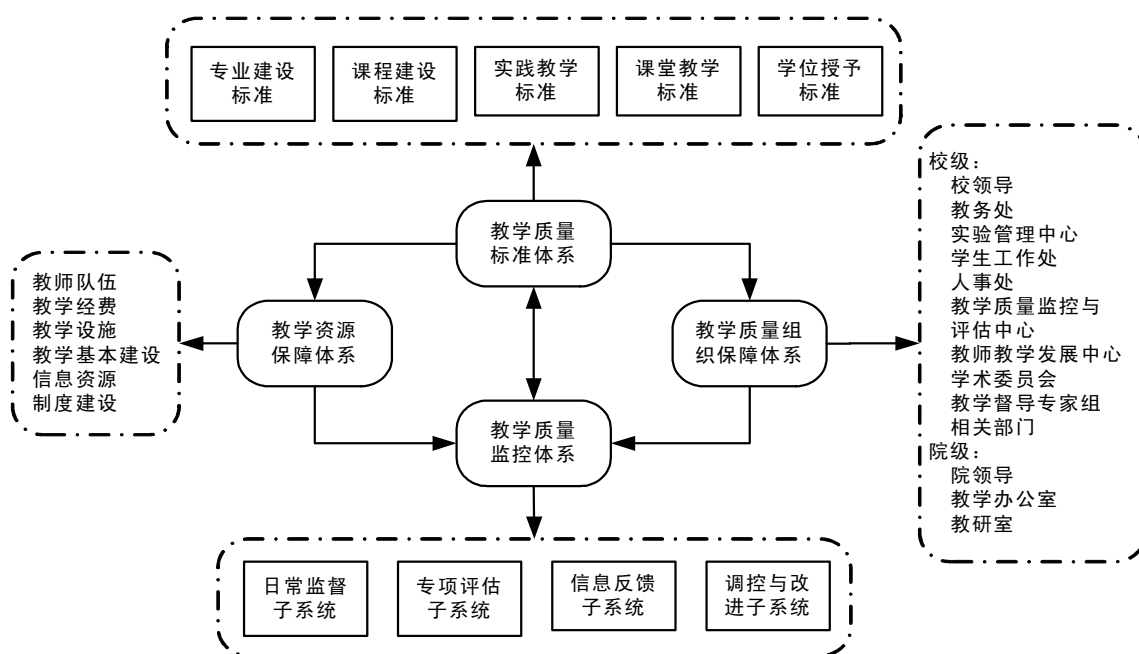 专业建设
标准
课程建设
标准
实践教学
标准
课堂教学
标准
学位授予
标准
教学质量
标准体系
教师队伍
教学经费
教学设施
教学基本建设
信息资源
制度建设
教学资源
保障体系
教学质量组
织保障体系
校级：
校领导
教务处
实验管理中心
学生工作处
人事处
教学质量监控与
评估中心
教师教学发展中心
学术委员会
教学督导专家组
相关部门
院级：
院领导
教学办公室
教研室
教学质量
监控体系
日常监督
子系统
专项评估
子系统
信息反馈
子系统
调控与改
进子系统